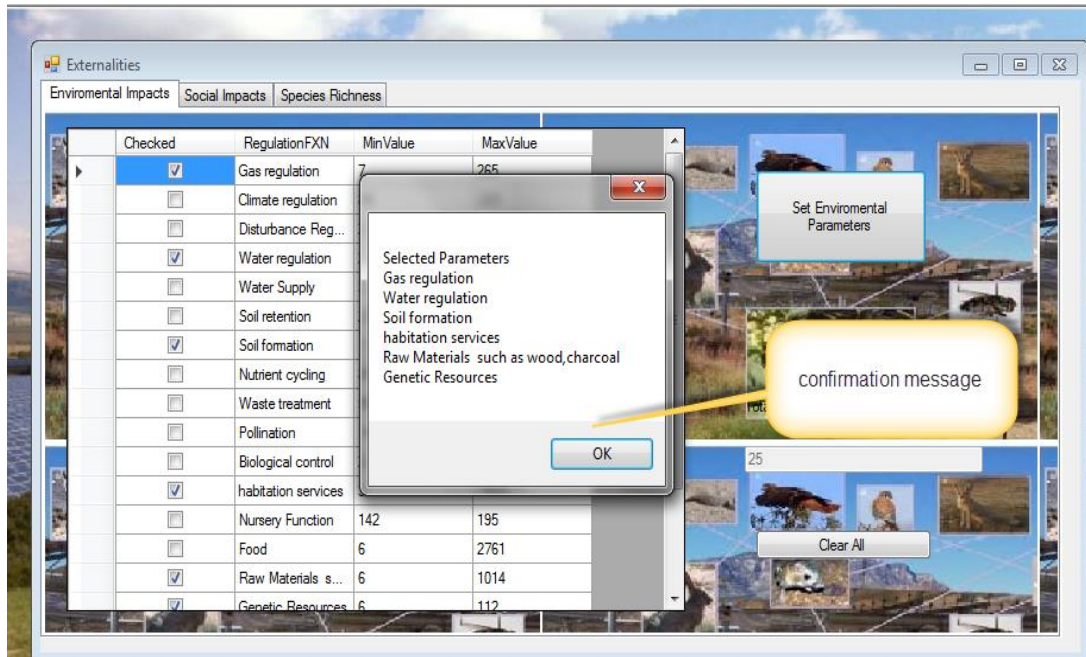 Externalities
Enviromental Impacts Social Impacts Species Richness
Checked RegulationFXN MinValue MaxValue
Gas regulation 7 265
Climate regulation
Disturbance Reg...
Water regulation
Water Supply
Soil retention
Soil formation
Nutrient cycling
Waste treatment
Pollination
Biological control
habitation services
Nursery Function 142 195
Food 6 2761
Raw Materials s... 6 1014
Genetic Resources 6 112
Selected Parameters
Gas regulation
Water regulation
Soil formation
habitation services
Raw Materials such as wood,charcoal
Genetic Resources
OK
Set Enviromental
Parameters
confirmation message
25
Clear All